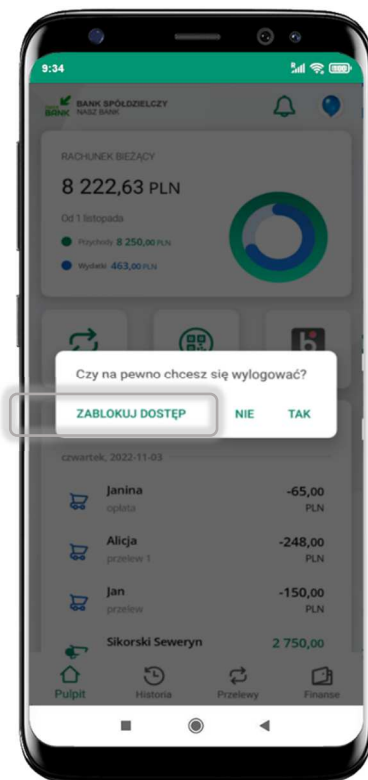 9:34
BANK SPÓŁDZIELCZY
BANK NASZ BANK
RACHUNEK BIEŻĄCY
8 222,63 PLN
Od 1 listopada
Przychody 8 250,00 PLN
Wydatki 463,00 PLN
Czy na pewno chcesz się wylogować?
ZABLOKUJ DOSTĘP NIE TAK
czwartek, 2022-11-03
Janina -65,00
opłata PLN
Alicja -248,00
przelew 1 PLN
Jan -150,00
przelew PLN
Sikorski Seweryn 2 750,00
Pulpit Historia Przelewy Finanse